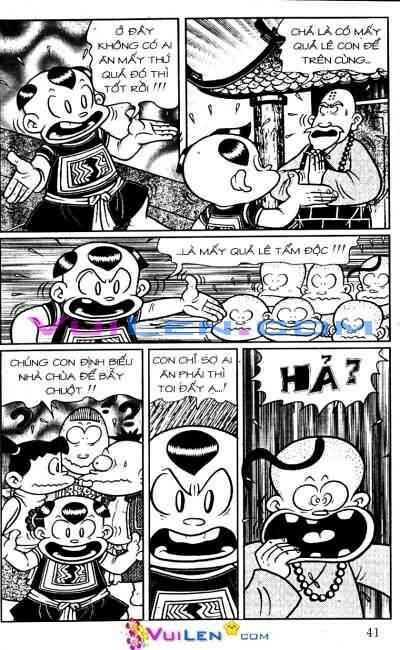 Ở ĐÂY
KHÔNG CÓ AI
ĂN MẤY THỨ
QUẢ ĐÓ THÌ
TỐT RỒI !!!
CHẢ LÀ CÓ MẤY
QUẢ LÊ CON ĐỂ
TRÊN CÙNG...
...LÀ MẤY QUẢ LÊ TẨM ĐỘC !!!
VUILEN.COM
CHÚNG CON ĐỊNH BIẾU
NHÀ CHÙA ĐỂ BẪY
CHUỘT !!
CON CHỈ SỢ AI
ĂN PHẢI THÌ
TOI ĐẤY Ạ...!
HẢ?
? ?
41
VUILEN.COM